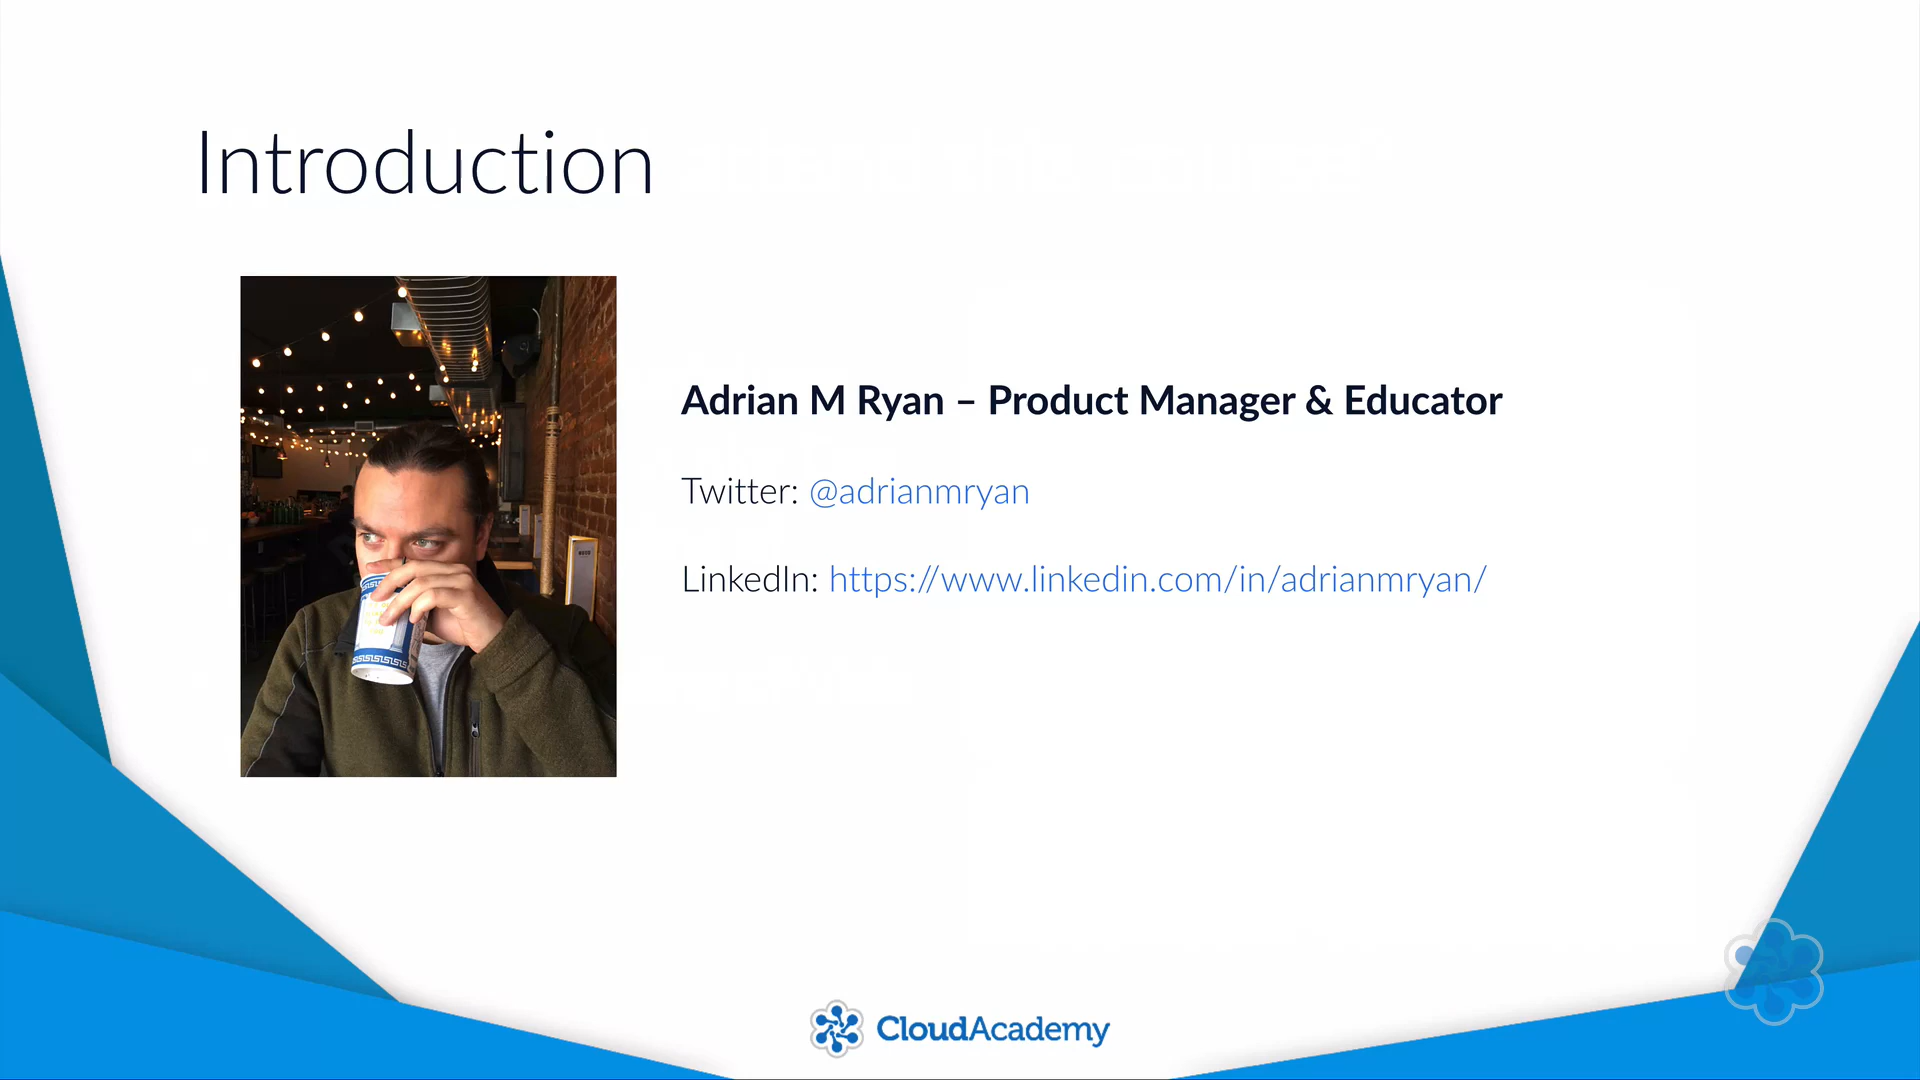 Introduction
Adrian M Ryan – Product Manager & Educator
Twitter: @adrianmryan
LinkedIn: https://www.linkedin.com/in/adrianmryan/
CloudAcademy